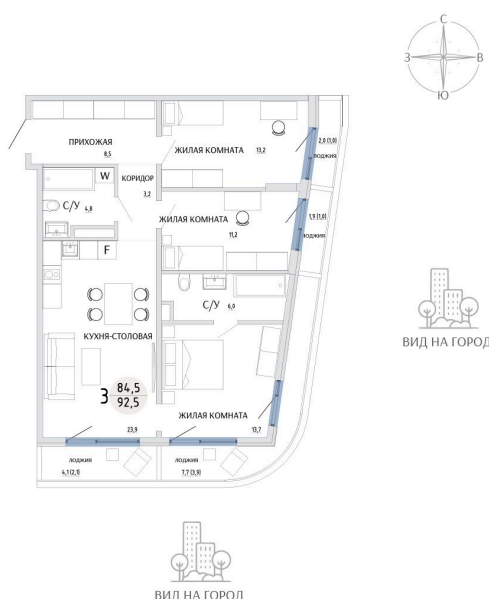 С
З
В
Ю
ПРИХОЖАЯ
8,5
ЖИЛАЯ КОМНАТА
13,2
2,0 (1,0)
лоджия
W
КОРИДОР
3,2
С/У
4,8
ЖИЛАЯ КОМНАТА
11,2
1,9 (1,0)
лоджия
F
С/У
6,0
КУХНЯ-СТОЛОВАЯ
3
84,5
92,5
23,9
ЖИЛАЯ КОМНАТА
13,7
лоджия
4,1 (2,1)
лоджия
7,7 (3,9)
ВИД НА ГОРОД
ВИД НА ГОРОД